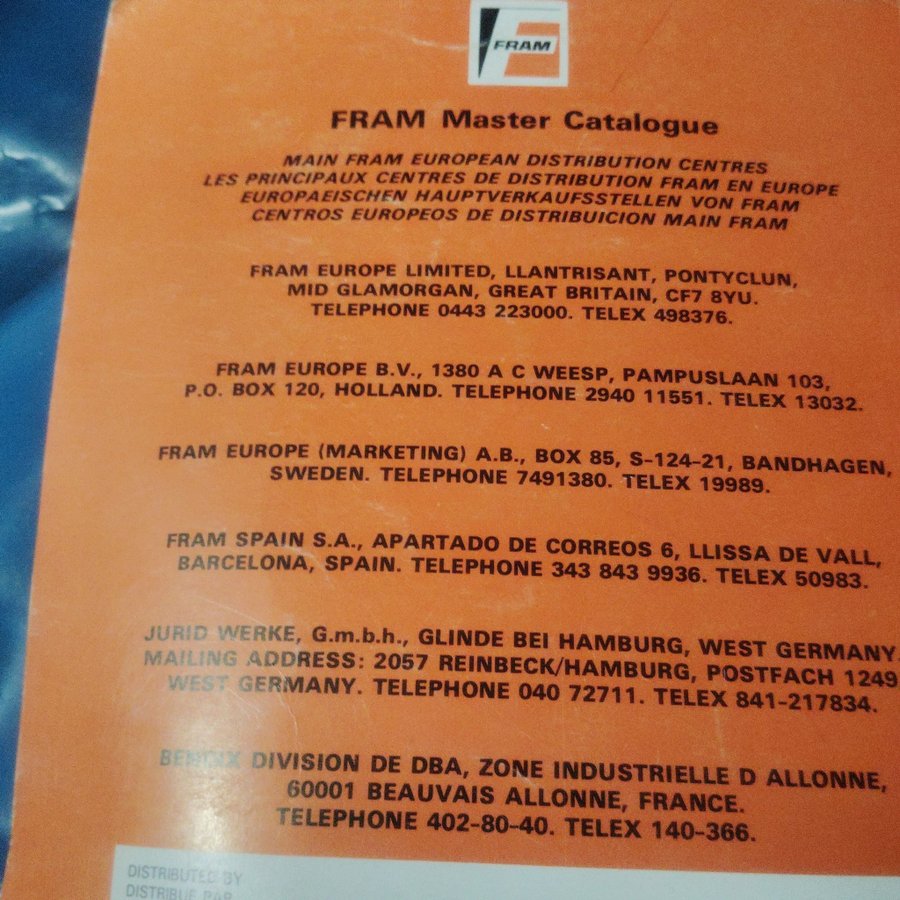 FRAM
FRAM Master Catalogue
MAIN FRAM EUROPEAN DISTRIBUTION CENTRES
LES PRINCIPAUX CENTRES DE DISTRIBUTION FRAM EN EUROPE
EUROPAEISCHEN HAUPTVERKAUFSSTELLEN VON FRAM
CENTROS EUROPEOS DE DISTRIBUICION MAIN FRAM
FRAM EUROPE LIMITED, LLANTRISANT, PONTYCLUN,
MID GLAMORGAN, GREAT BRITAIN, CF7 8YU.
TELEPHONE 0443 223000. TELEX 498376.
FRAM EUROPE B.V., 1380 A C WEESP, PAMPUSLAAN 103,
P.O. BOX 120, HOLLAND. TELEPHONE 2940 11551. TELEX 13032.
FRAM EUROPE (MARKETING) A.B., BOX 85, S-124-21, BANDHAGEN,
SWEDEN. TELEPHONE 7491380. TELEX 19989.
FRAM SPAIN S.A., APARTADO DE CORREOS 6, LLISSA DE VALL,
BARCELONA, SPAIN. TELEPHONE 343 843 9936. TELEX 50983.
JURID WERKE, G.m.b.h., GLINDE BEI HAMBURG, WEST GERMANY.
MAILING ADDRESS: 2057 REINBECK/HAMBURG, POSTFACH 1249
WEST GERMANY. TELEPHONE 040 72711. TELEX 841-217834.
BENDIX DIVISION DE DBA, ZONE INDUSTRIELLE D ALLONNE,
60001 BEAUVAIS ALLONNE, FRANCE.
TELEPHONE 402-80-40. TELEX 140-366.
DISTRIBUTED BY
DISTRIBUE PAR